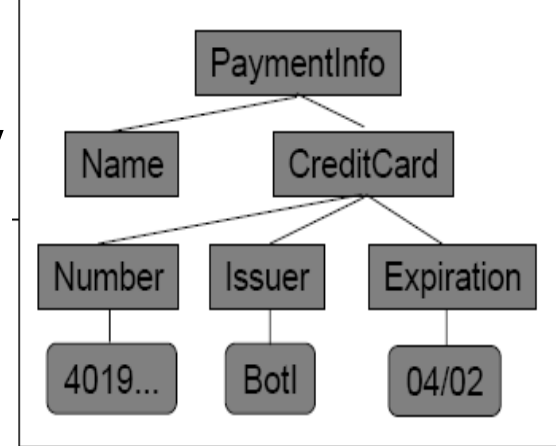 PaymentInfo
Name CreditCard
Number Issuer Expiration
4019... BotI 04/02